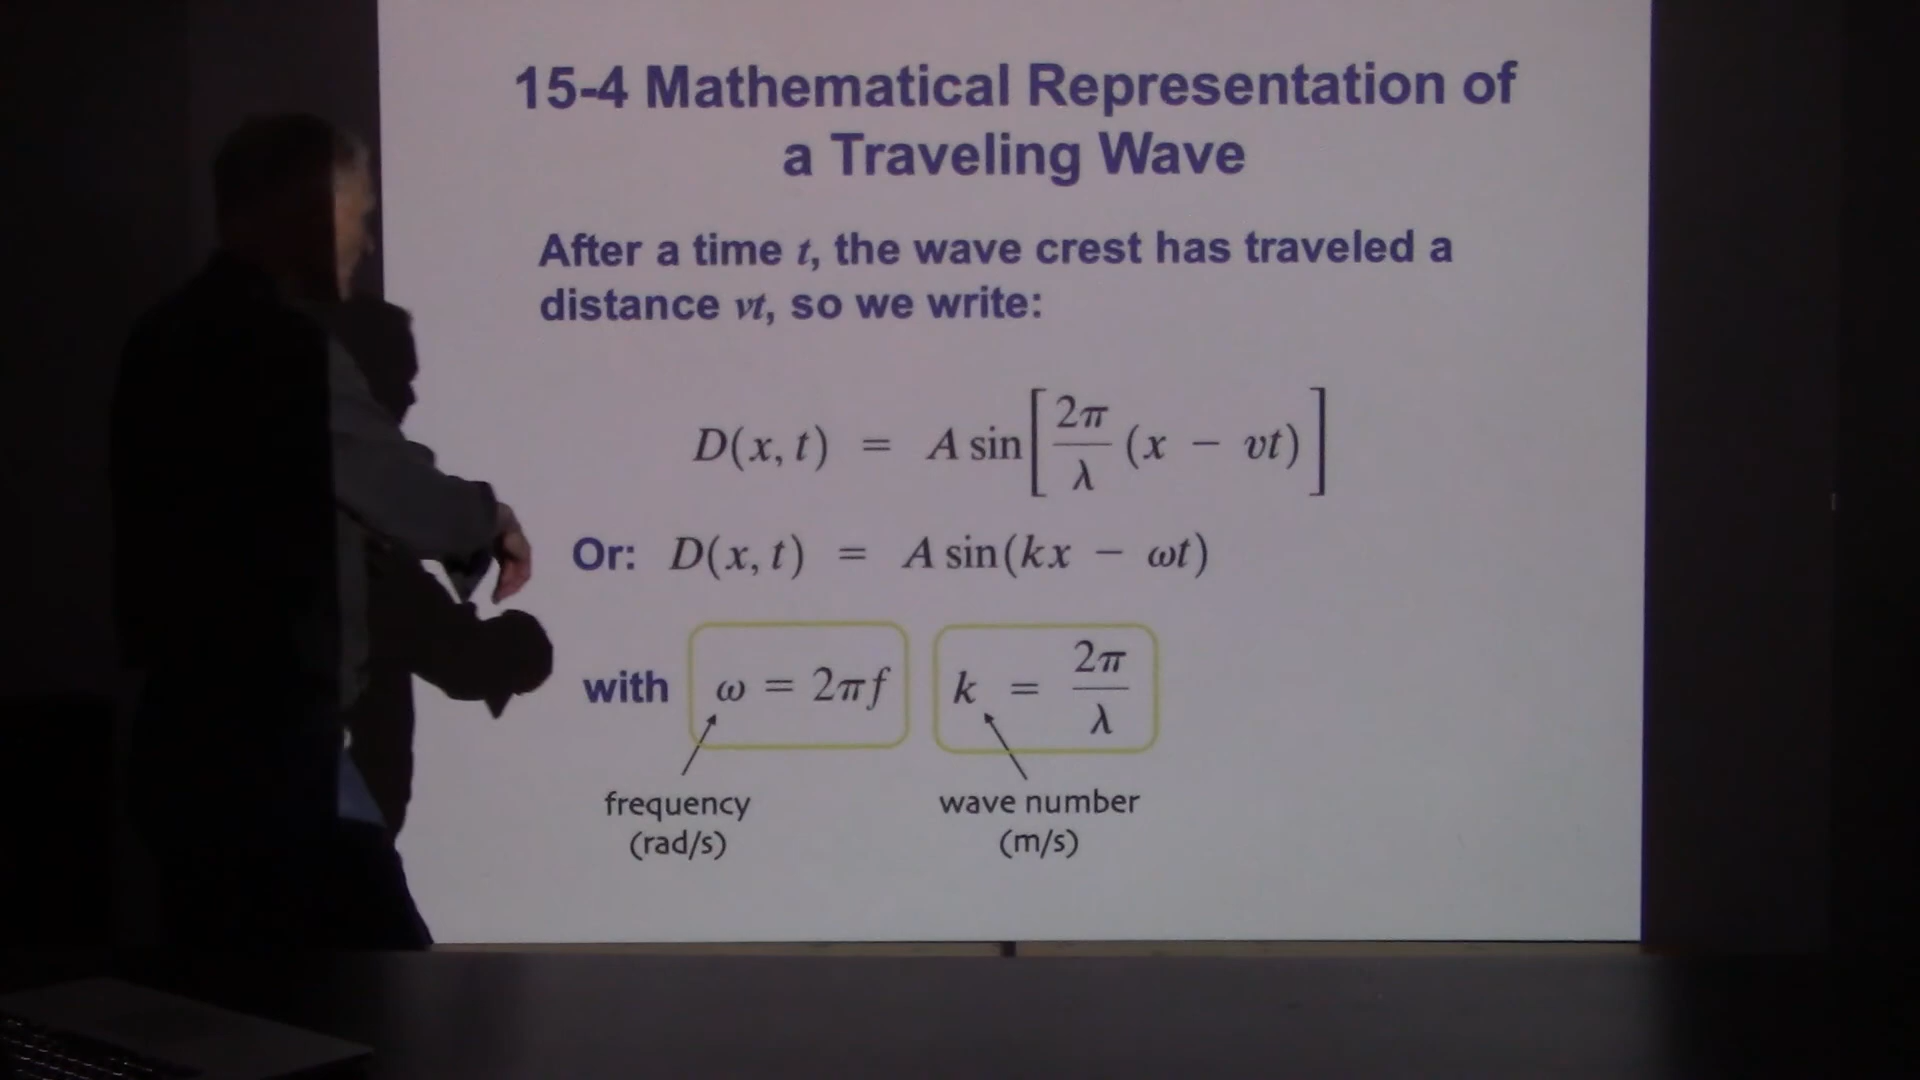 15-4 Mathematical Representation of
a Traveling Wave
After a time t, the wave crest has traveled a
distance vt, so we write:
D(x, t) = A sin[2π/λ (x − vt)]
Or: D(x, t) = A sin(kx − ωt)
with ω = 2πf k = 2π/λ
frequency wave number
(rad/s) (m/s)